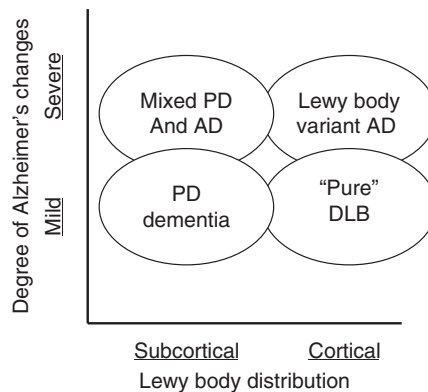 Degree of Alzheimer's changes
Severe
Mild
Mixed PD
And AD
Lewy body
variant AD
PD
dementia
“Pure”
DLB
Subcortical
Cortical
Lewy body distribution